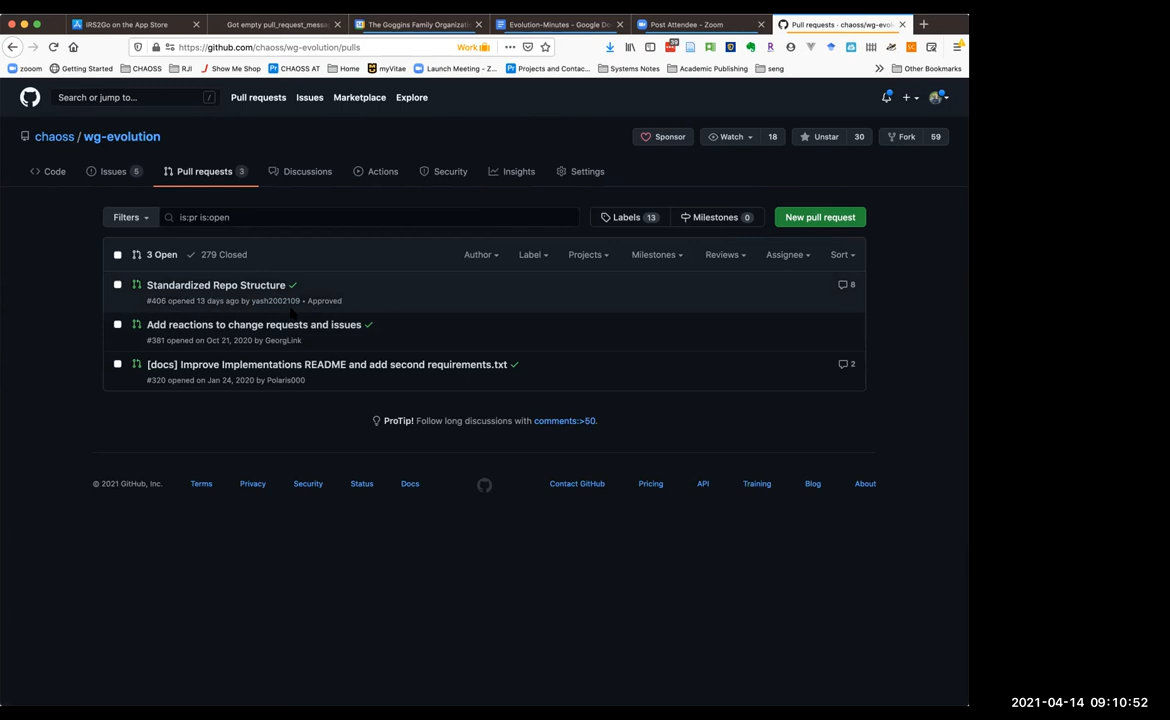 IRS2Go on the App Store
Got empty pull_request_messa
The Goggins Family Organizatio
Evolution-Minutes - Google Do
Post Attendee - Zoom
Pull requests · chaoss/wg-evolu
https://github.com/chaoss/wg-evolution/pulls
Work
39
zooom
Getting Started
CHAOSS
RJI
Show Me Shop
CHAOSS AT
Home
myVitae
Launch Meeting - Z...
Projects and Contac...
Systems Notes
Academic Publishing
seng
Other Bookmarks
Search or jump to...
/
Pull requests
Issues
Marketplace
Explore
chaoss / wg-evolution
Sponsor
Watch
18
Unstar
30
Fork
59
Code
Issues 5
Pull requests 3
Discussions
Actions
Security
Insights
Settings
Filters
is:pr is:open
Labels 13
Milestones 0
New pull request
3 Open
279 Closed
Author
Label
Projects
Milestones
Reviews
Assignee
Sort
Standardized Repo Structure
8
#406 opened 13 days ago by yash2002109 • Approved
Add reactions to change requests and issues
#381 opened on Oct 21, 2020 by GeorgLink
[docs] Improve Implementations README and add second requirements.txt
2
#320 opened on Jan 24, 2020 by Polaris000
ProTip! Follow long discussions with comments:>50.
© 2021 GitHub, Inc.
Terms
Privacy
Security
Status
Docs
Contact GitHub
Pricing
API
Training
Blog
About
2021-04-14 09:10:52